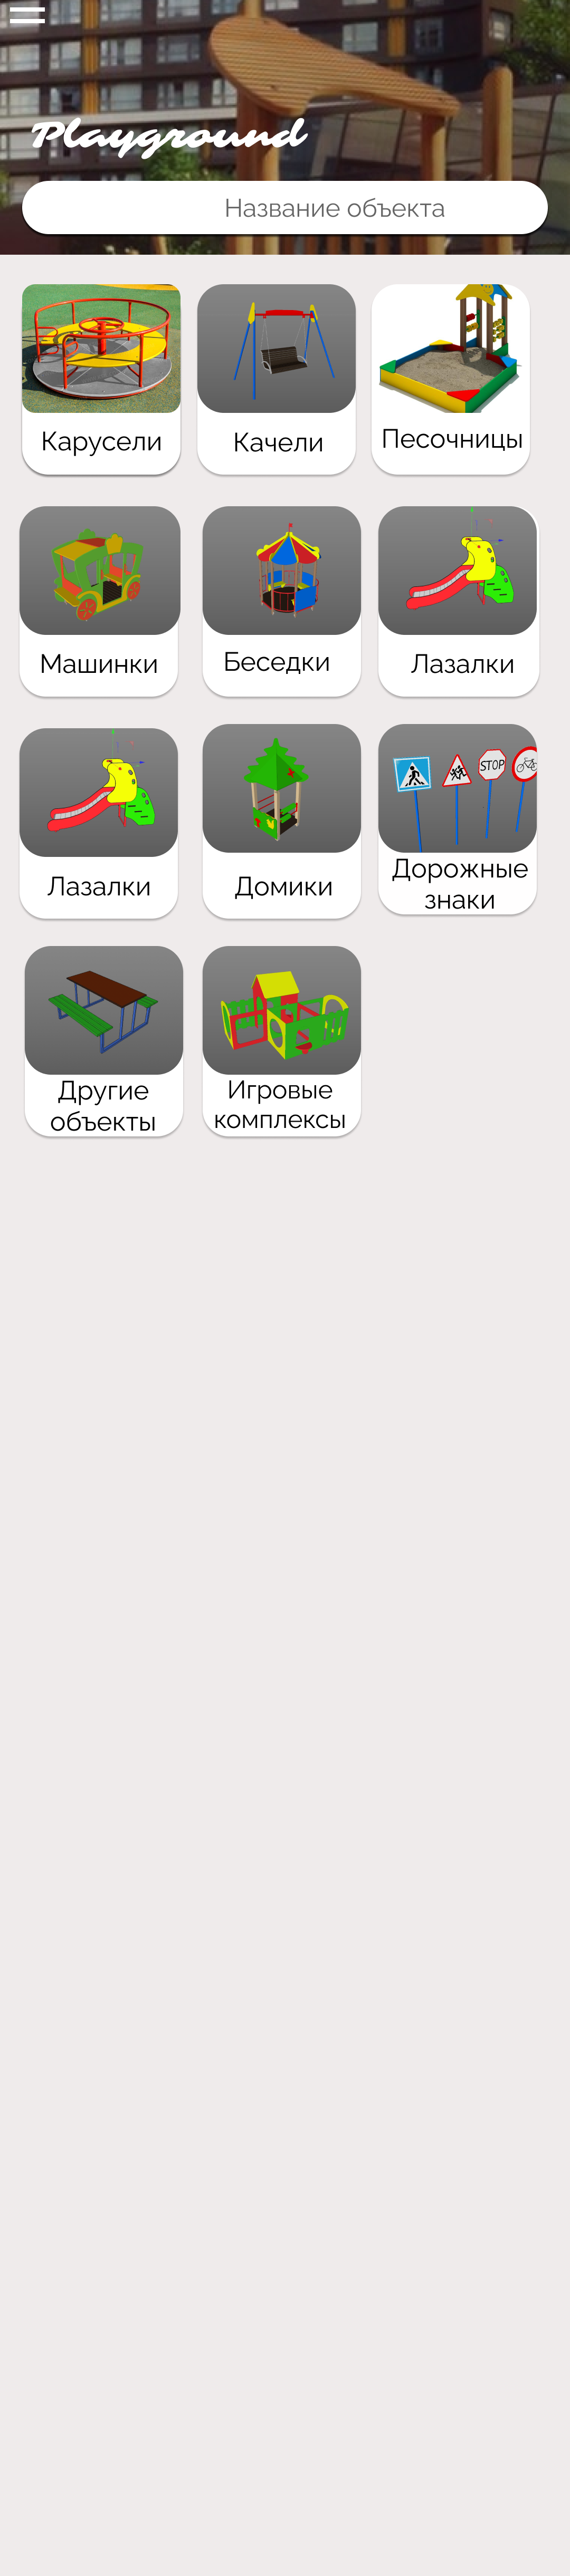 Playground
Название объекта
Карусели
Качели
Песочницы
Машинки
Беседки
Лазалки
Лазалки
Домики
STOP
Дорожные
знаки
Другие
объекты
Игровые
комплексы